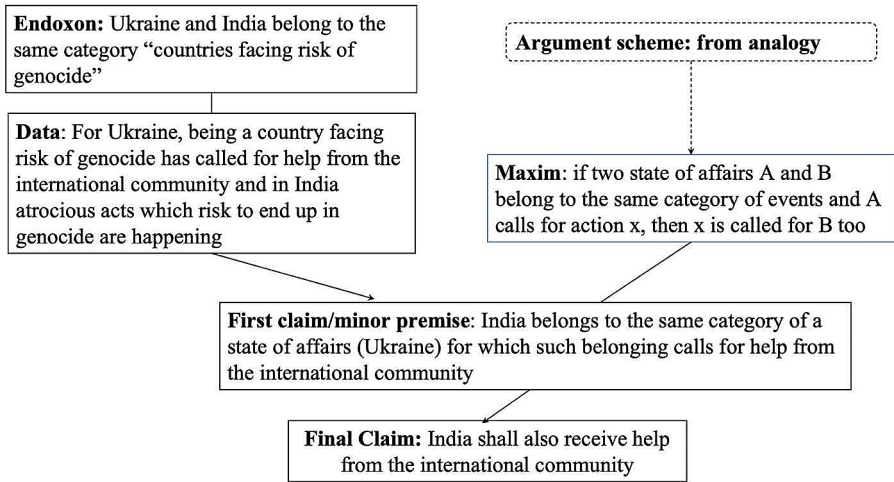 Endoxon: Ukraine and India belong to the
same category “countries facing risk of
genocide”
Argument scheme: from analogy
Data: For Ukraine, being a country facing
risk of genocide has called for help from the
international community and in India
atrocious acts which risk to end up in
genocide are happening
Maxim: if two state of affairs A and B
belong to the same category of events and A
calls for action x, then x is called for B too
First claim/minor premise: India belongs to the same category of a
state of affairs (Ukraine) for which such belonging calls for help from
the international community
Final Claim: India shall also receive help
from the international community